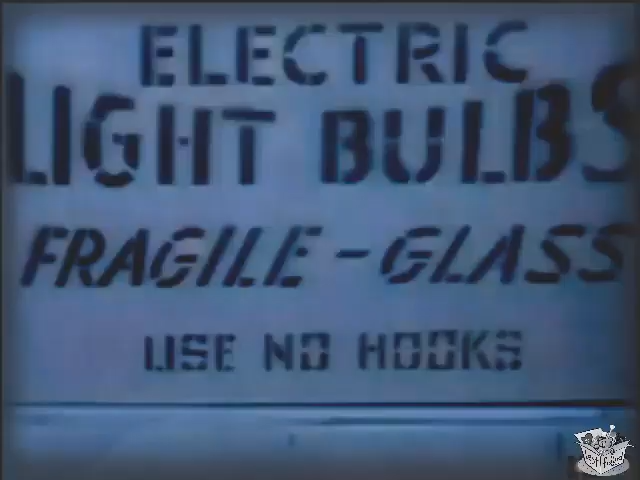 ELECTRIC
LIGHT BULBS
FRAGILE - GLASS
USE NO HOOKS